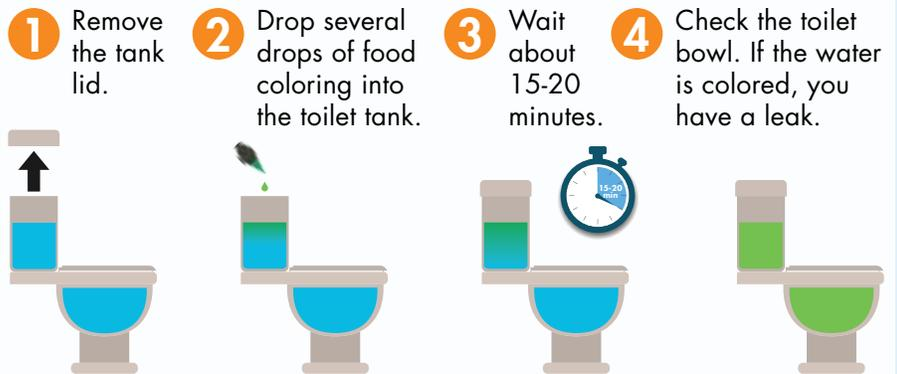 1
Remove
the tank
lid.
2
Drop several
drops of food
coloring into
the toilet tank.
3
Wait
about
15-20
minutes.
4
Check the toilet
bowl. If the water
is colored, you
have a leak.
15-20
min